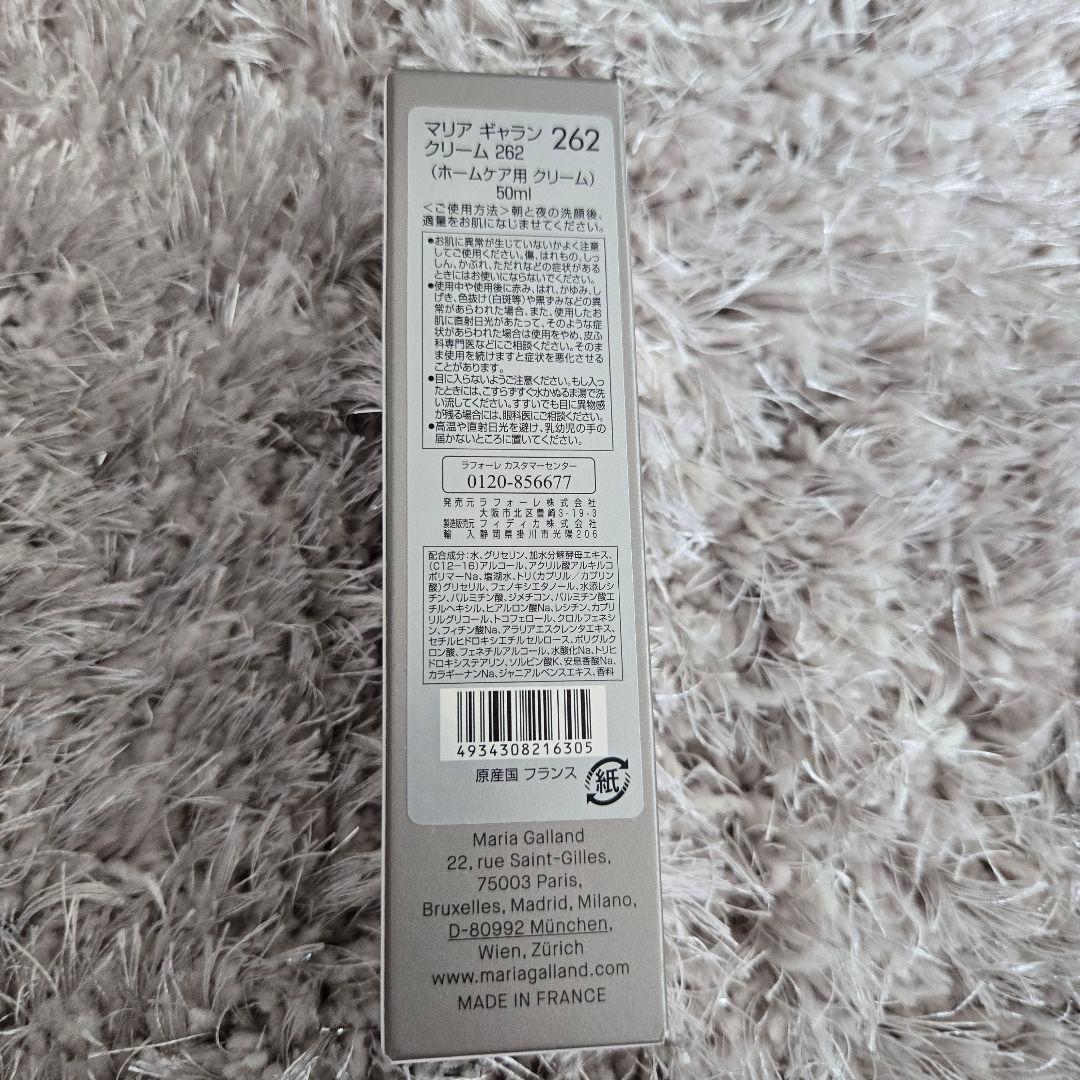 マリア ギャラン 262
クリーム 262
（ホームケア用 クリーム）
50ml
＜ご使用方法＞朝と夜の洗顔後、
適量をお肌になじませてください。
●お肌に異常が生じていないかよく注意
してご使用ください。傷、はれもの、しっ
しん、かぶれ、ただれなどの症状がある
ときにはお使いにならないでください。
●使用中や使用後に赤み、はれ、かゆみ、し
げき、色抜け（白斑等）や黒ずみなどの異
常があらわれた場合、また、使用したお
肌に直射日光があたって、そのような症
状があらわれた場合は使用をやめ、皮ふ
科専門医などにご相談ください。そのま
ま使用を続けますと症状を悪化させる
ことがあります。
●目に入らないようご注意ください。もし入っ
たときには、こすらずすぐ水かぬるま湯で洗
い流してください。すすいでも目に異物感
が残る場合には、眼科医にご相談ください。
●高温や直射日光を避け、乳幼児の手の
届かないところに置いてください。
ラフォーレ カスタマーセンター
0120-856677
発売元 ラフォーレ株式会社
大阪市北区豊崎3-19-3
製造販売元 フィディカ株式会社
輸入 静岡県掛川市光陽206
配合成分：水、グリセリン、加水分解酵母エキス、
(C12-16)アルコール、アクリル酸アルキルコ
ポリマーNa、塩湖水、トリ(カプリル／カプリン
酸)グリセリル、フェノキシエタノール、水添レシ
チン、パルミチン酸、ジメチコン、パルミチン酸エ
チルヘキシル、ヒアルロン酸Na、レシチン、カプリ
リルグリコール、トコフェロール、クロルフェネシ
ン、フィチン酸Na、アラリアエスクレンタエキス、
セチルヒドロキシエチルセルロース、ポリグルク
ロン酸、フェネチルアルコール、水酸化Na、トリヒ
ドロキシステアリン、ソルビン酸K、安息香酸Na、
カラギーナンNa、ジャニアルベンスエキス、香料
4934308216305
原産国 フランス
紙
Maria Galland
22, rue Saint-Gilles,
75003 Paris,
Bruxelles, Madrid, Milano,
D-80992 München,
Wien, Zürich
www.mariagalland.com
MADE IN FRANCE